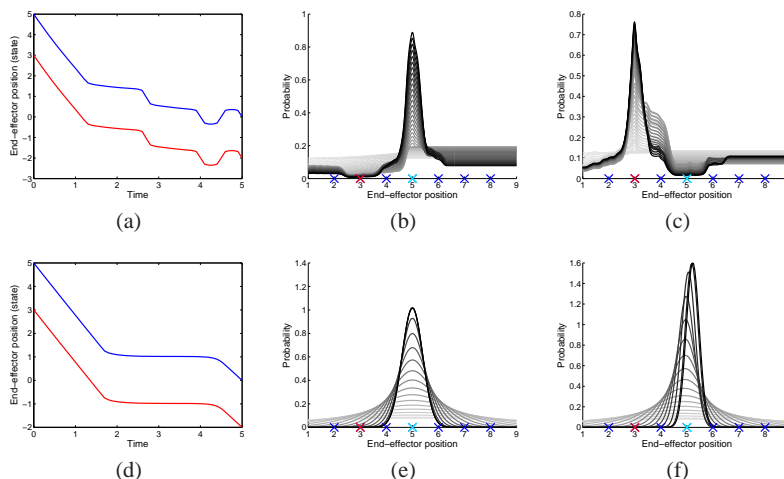 5
4
3
2
1
0
-1
-2
-3
0 1 2 3 4 5
Time
End-effector position (state)
(a)
1
0.8
0.6
0.4
0.2
0
1 2 3 4 5 6 7 8 9
End-effector position
Probability
(b)
0.8
0.7
0.6
0.5
0.4
0.3
0.2
0.1
0
1 2 3 4 5 6 7 8
End-effector position
Probability
(c)
5
4
3
2
1
0
-1
-2
0 1 2 3 4 5
Time
End-effector position (state)
(d)
1.4
1.2
1
0.8
0.6
0.4
0.2
0
1 2 3 4 5 6 7 8 9
End-effector position
Probability
(e)
1.6
1.4
1.2
1
0.8
0.6
0.4
0.2
0
1 2 3 4 5 6 7 8
End-effector position
Probability
(f)